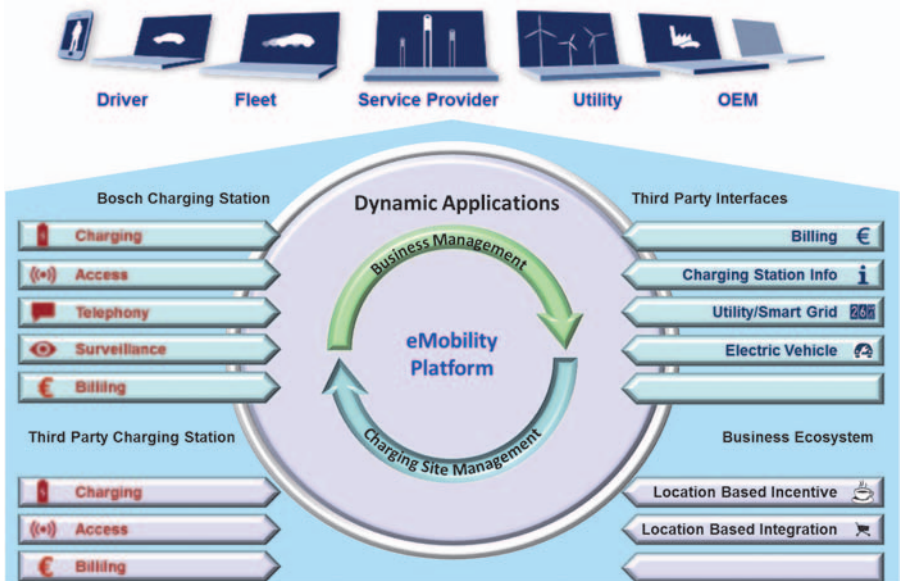 Driver
Fleet
Service Provider
Utility
OEM
Bosch Charging Station
Charging
Access
Telephony
Surveillance
Billing
Third Party Charging Station
Charging
Access
Billing
Dynamic Applications
Business Management
eMobility
Platform
Charging Site Management
Third Party Interfaces
Billing €
Charging Station Info i
Utility/Smart Grid
Electric Vehicle
Business Ecosystem
Location Based Incentive
Location Based Integration